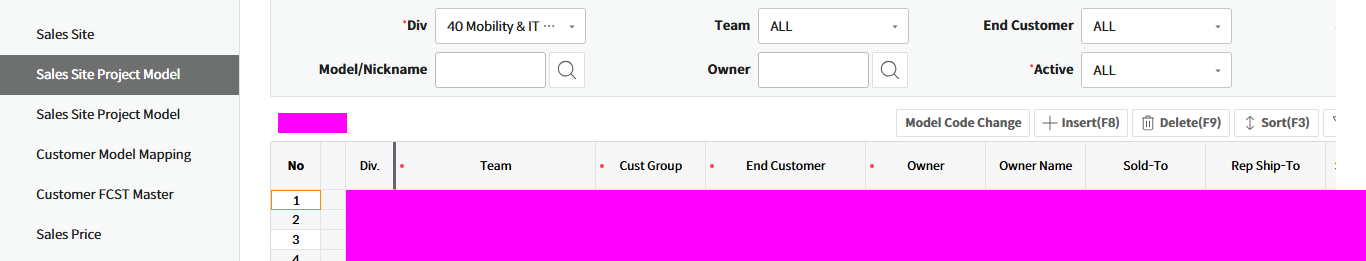 Sales Site
Sales Site Project Model
Sales Site Project Model
Customer Model Mapping
Customer FCST Master
Sales Price
*Div 40 Mobility & IT ··· Team ALL End Customer ALL
Model/Nickname Owner *Active ALL
Model Code Change Insert(F8) Delete(F9) Sort(F3)
No Div. Team Cust Group End Customer Owner Owner Name Sold-To Rep Ship-To
1
2
3
4